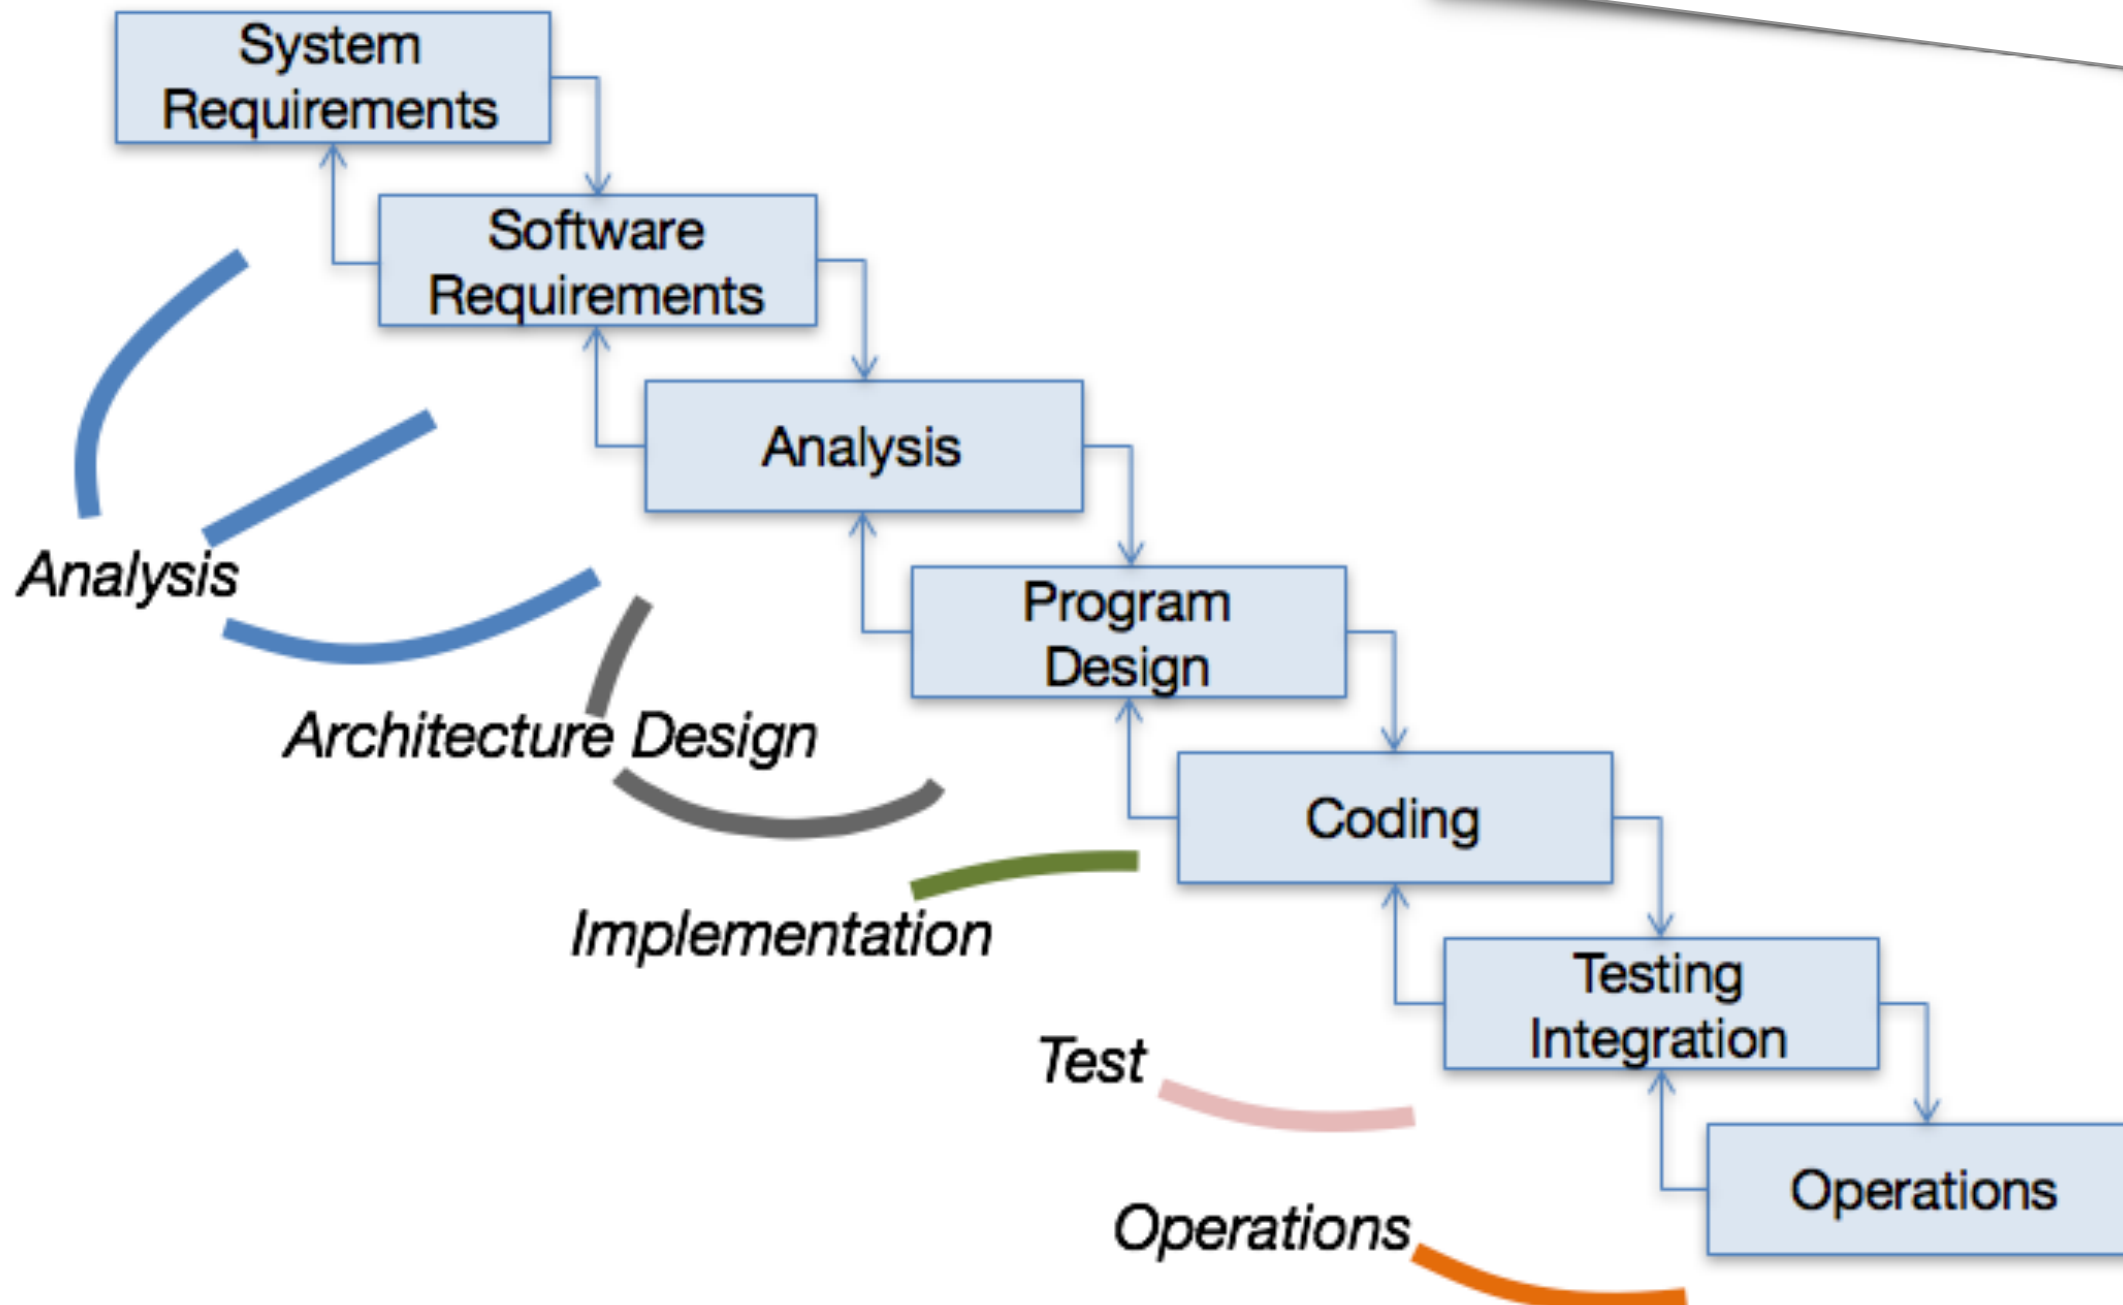 System
Requirements
Software
Requirements
Analysis
Analysis
Program
Design
Architecture Design
Coding
Implementation
Testing
Integration
Test
Operations
Operations